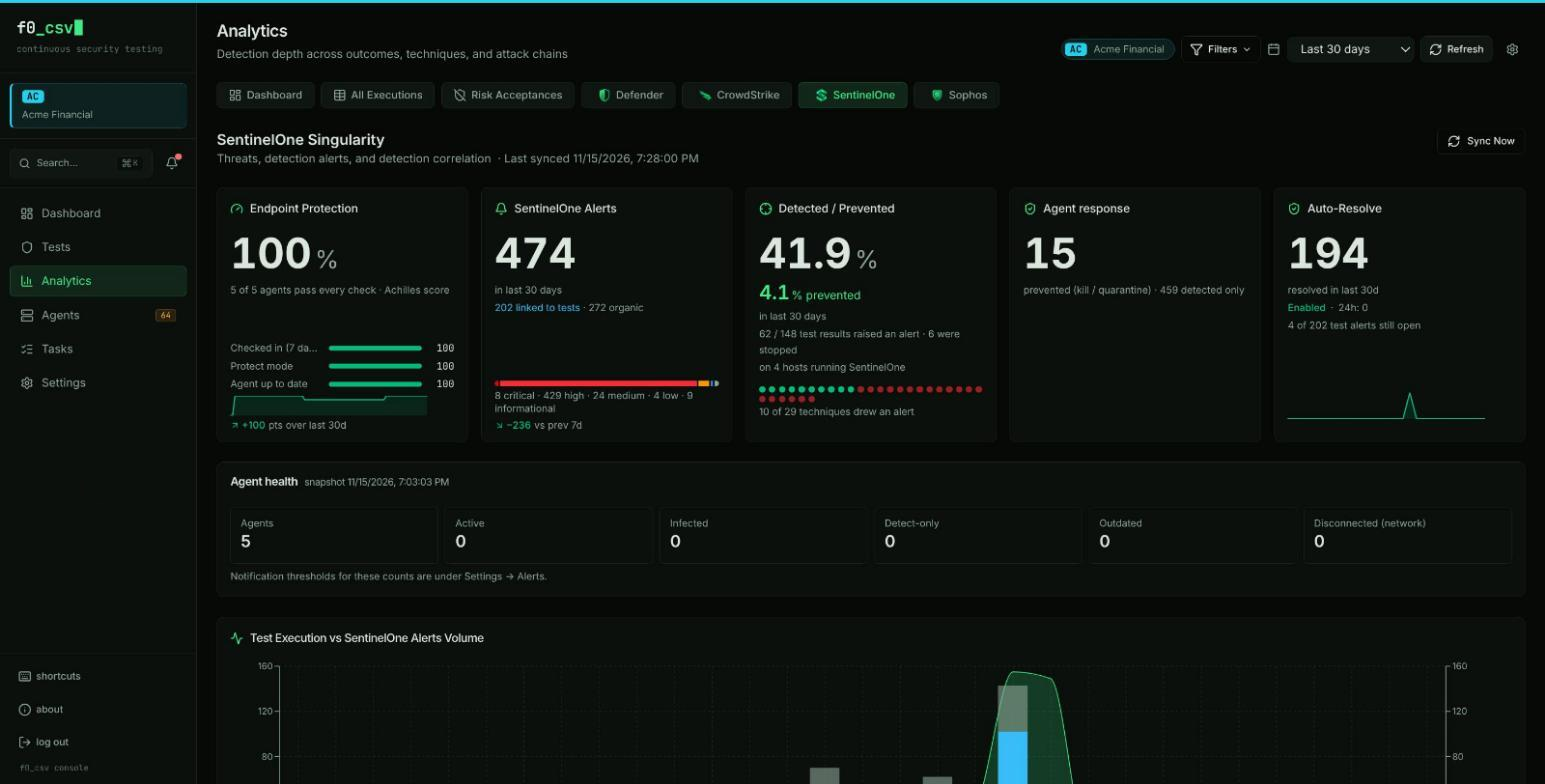 f0_csv
continuous security testing
AC
Acme Financial
Search...
⌘K
Dashboard
Tests
Analytics
Agents
64
Tasks
Settings
shortcuts
about
log out
f0_csv console
Analytics
Detection depth across outcomes, techniques, and attack chains
AC Acme Financial
Filters
Last 30 days
Refresh
Dashboard
All Executions
Risk Acceptances
Defender
CrowdStrike
SentinelOne
Sophos
SentinelOne Singularity
Threats, detection alerts, and detection correlation · Last synced 11/15/2026, 7:28:00 PM
Sync Now
Endpoint Protection
100 %
5 of 5 agents pass every check · Achilles score
Checked in (7 da... 100
Protect mode 100
Agent up to date 100
↗ +100 pts over last 30d
SentinelOne Alerts
474
in last 30 days
202 linked to tests · 272 organic
8 critical · 429 high · 24 medium · 4 low · 9
informational
↘ −236 vs prev 7d
Detected / Prevented
41.9 %
4.1 % prevented
in last 30 days
62 / 148 test results raised an alert · 6 were
stopped
on 4 hosts running SentinelOne
10 of 29 techniques drew an alert
Agent response
15
prevented (kill / quarantine) · 459 detected only
Auto-Resolve
194
resolved in last 30d
Enabled · 24h: 0
4 of 202 test alerts still open
Agent health snapshot 11/15/2026, 7:03:03 PM
Agents
5
Active
0
Infected
0
Detect-only
0
Outdated
0
Disconnected (network)
0
Notification thresholds for these counts are under Settings → Alerts.
Test Execution vs SentinelOne Alerts Volume
160
120
80
160
120
80